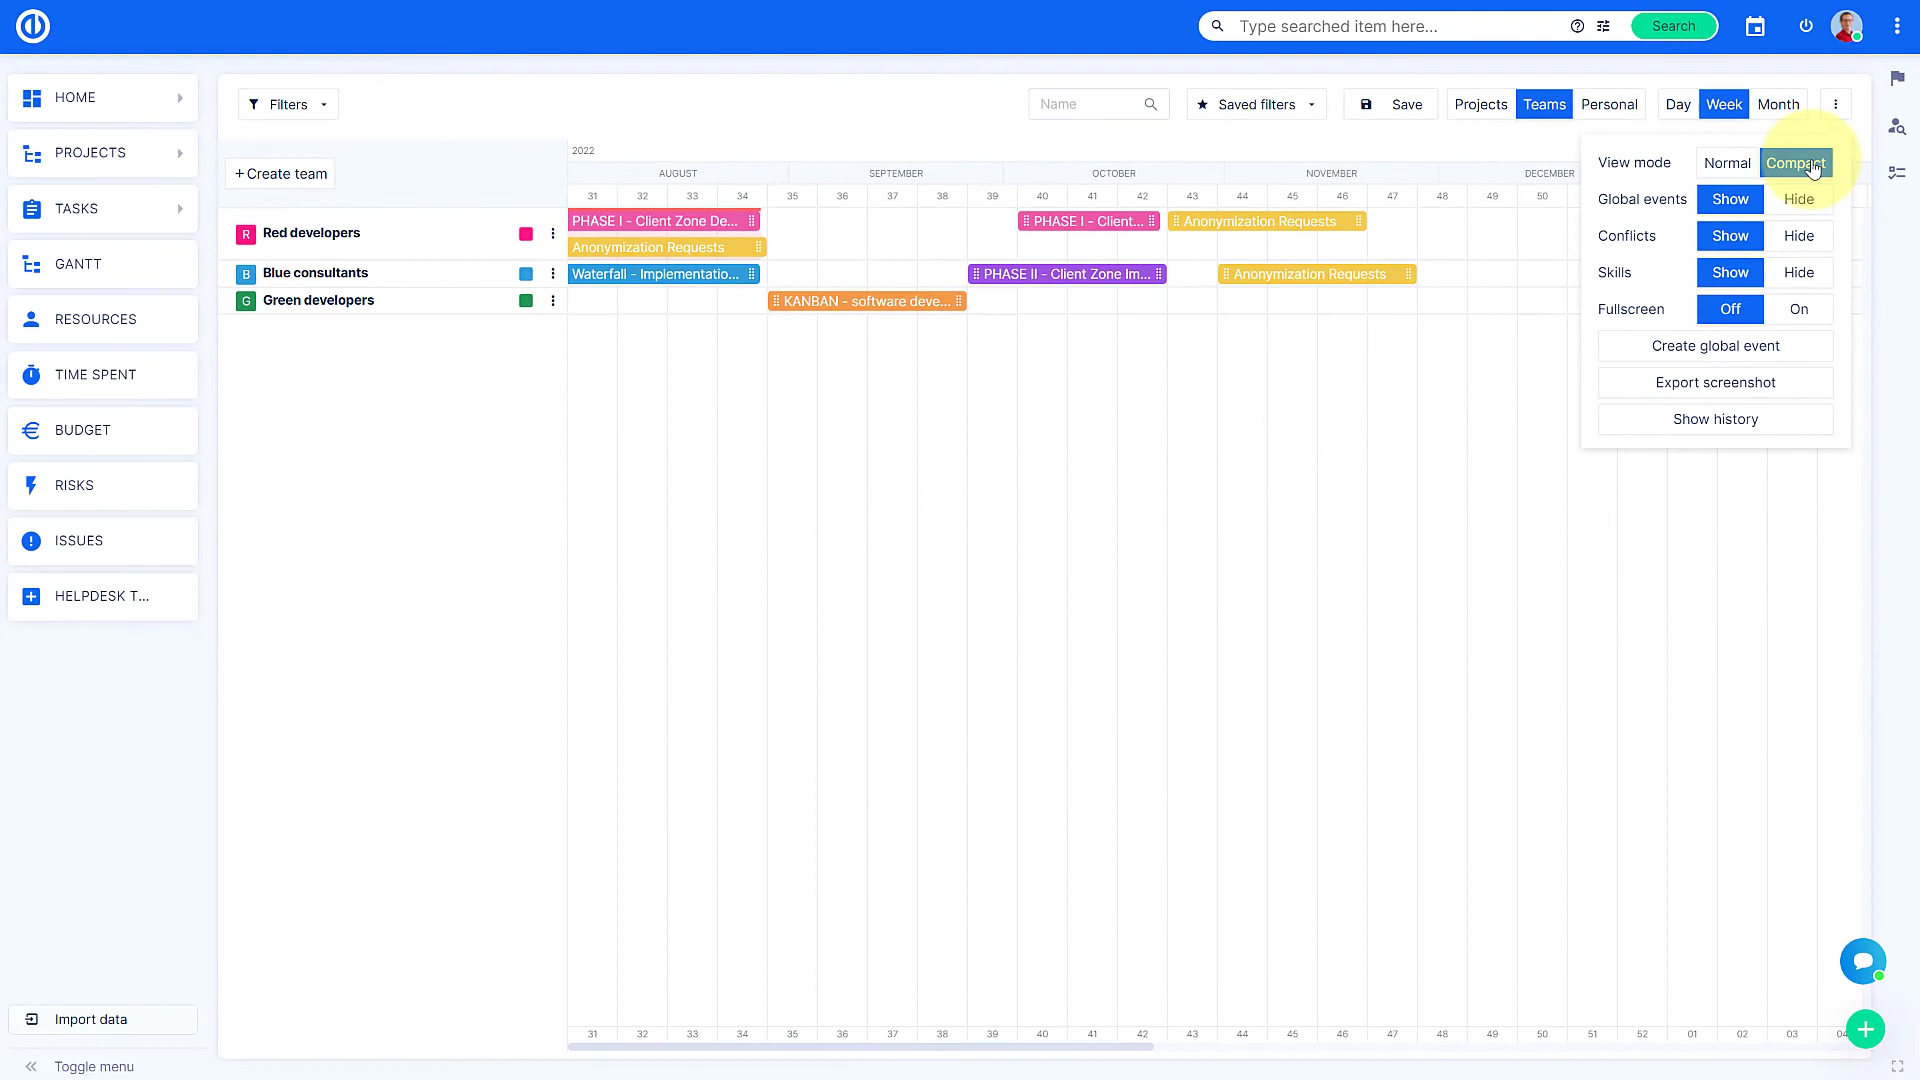 Type searched item here...
Search
HOME
PROJECTS
TASKS
GANTT
RESOURCES
TIME SPENT
BUDGET
RISKS
ISSUES
HELPDESK T...
Import data
Toggle menu
Filters
Name
Saved filters
Save
Projects Teams Personal
Day Week Month
+ Create team
2022
AUGUST SEPTEMBER OCTOBER NOVEMBER DECEMBER
31 32 33 34 35 36 37 38 39 40 41 42 43 44 45 46 47 48 49 50
R Red developers
PHASE I - Client Zone De... PHASE I - Client... Anonymization Requests
Anonymization Requests
B Blue consultants
Waterfall - Implementatio... PHASE II - Client Zone Im... Anonymization Requests
G Green developers
KANBAN - software deve...
View mode Normal Compact
Global events Show Hide
Conflicts Show Hide
Skills Show Hide
Fullscreen Off On
Create global event
Export screenshot
Show history
31 32 33 34 35 36 37 38 39 40 41 42 43 44 45 46 47 48 49 50 51 52 01 02 03 04